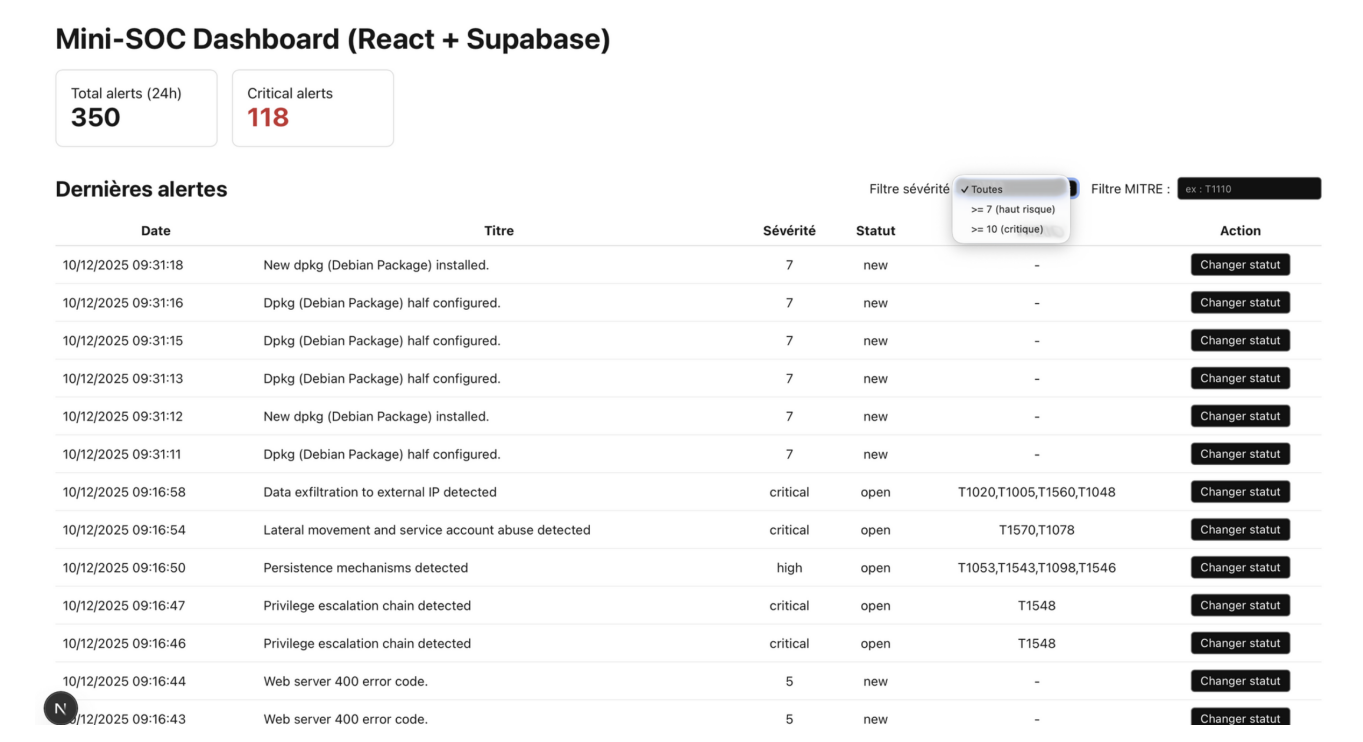 Mini-SOC Dashboard (React + Supabase)
Total alerts (24h)
350
Critical alerts
118
Dernières alertes
Filtre sévérité
✓ Toutes
>= 7 (haut risque)
>= 10 (critique)
Filtre MITRE :
ex : T1110
Date Titre Sévérité Statut Action
10/12/2025 09:31:18 New dpkg (Debian Package) installed. 7 new - Changer statut
10/12/2025 09:31:16 Dpkg (Debian Package) half configured. 7 new - Changer statut
10/12/2025 09:31:15 Dpkg (Debian Package) half configured. 7 new - Changer statut
10/12/2025 09:31:13 Dpkg (Debian Package) half configured. 7 new - Changer statut
10/12/2025 09:31:12 New dpkg (Debian Package) installed. 7 new - Changer statut
10/12/2025 09:31:11 Dpkg (Debian Package) half configured. 7 new - Changer statut
10/12/2025 09:16:58 Data exfiltration to external IP detected critical open T1020,T1005,T1560,T1048 Changer statut
10/12/2025 09:16:54 Lateral movement and service account abuse detected critical open T1570,T1078 Changer statut
10/12/2025 09:16:50 Persistence mechanisms detected high open T1053,T1543,T1098,T1546 Changer statut
10/12/2025 09:16:47 Privilege escalation chain detected critical open T1548 Changer statut
10/12/2025 09:16:46 Privilege escalation chain detected critical open T1548 Changer statut
10/12/2025 09:16:44 Web server 400 error code. 5 new - Changer statut
N /12/2025 09:16:43 Web server 400 error code. 5 new - Changer statut